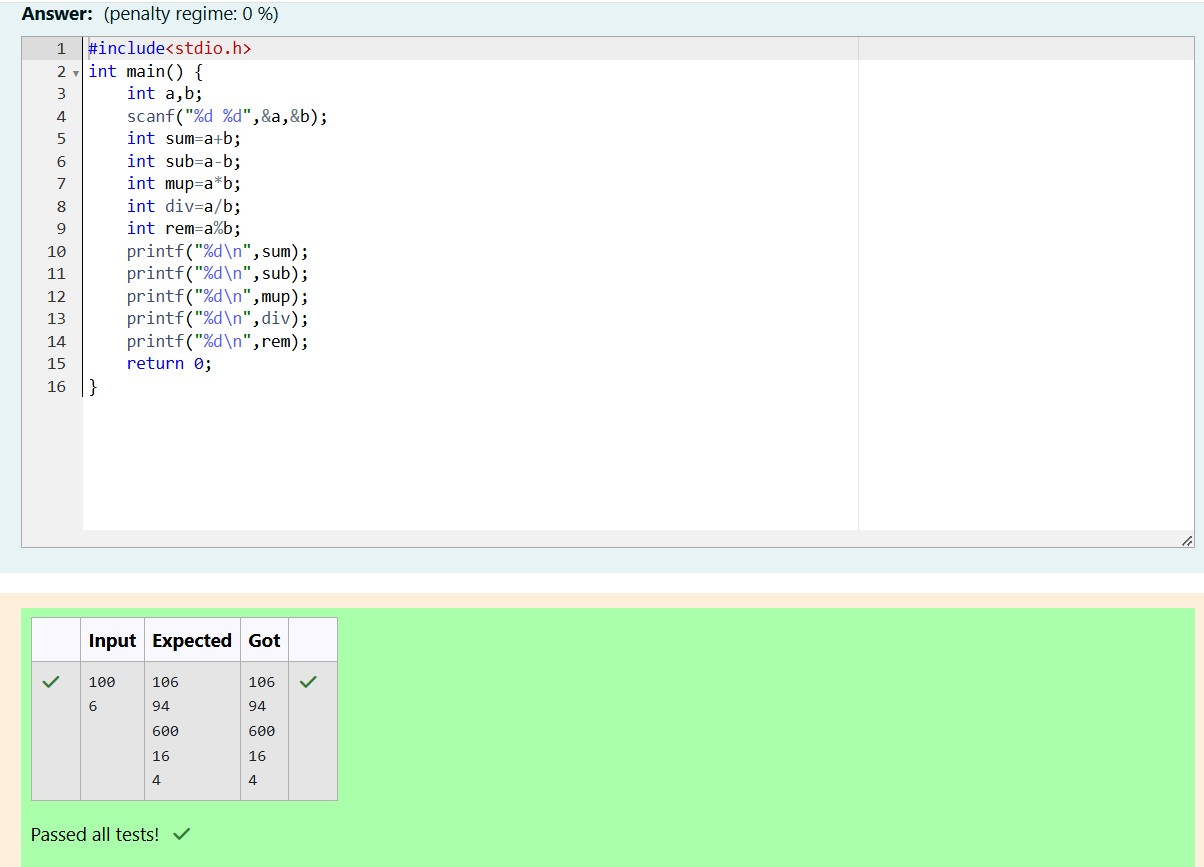 Answer: (penalty regime: 0 %)
1 #include<stdio.h>
2 int main() {
3     int a,b;
4     scanf("%d %d",&a,&b);
5     int sum=a+b;
6     int sub=a-b;
7     int mup=a*b;
8     int div=a/b;
9     int rem=a%b;
10     printf("%d\n",sum);
11     printf("%d\n",sub);
12     printf("%d\n",mup);
13     printf("%d\n",div);
14     printf("%d\n",rem);
15     return 0;
16 }
Input Expected Got
100 106 106
6 94 94
600 600
16 16
4 4
Passed all tests!